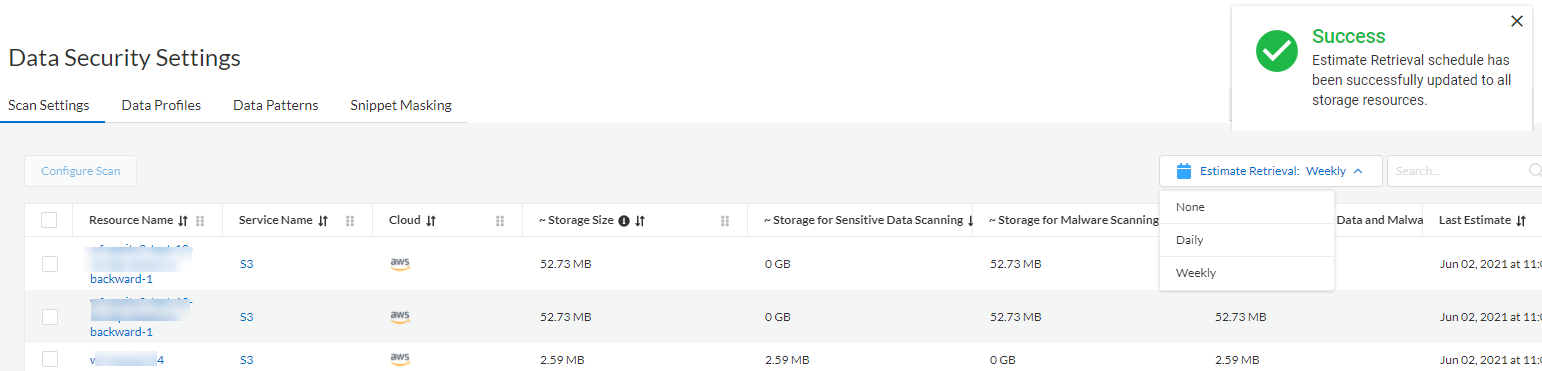 Success
Estimate Retrieval schedule has
been successfully updated to all
storage resources.
Data Security Settings
Scan Settings Data Profiles Data Patterns Snippet Masking
Configure Scan Estimate Retrieval: Weekly Search...
None
Daily
Weekly
Resource Name Service Name Cloud ~ Storage Size ~ Storage for Sensitive Data Scanning ~ Storage for Malware Scanning Data and Malwa Last Estimate
backward-1 S3 aws 52.73 MB 0 GB 52.73 MB Jun 02, 2021 at 11:0
backward-1 S3 aws 52.73 MB 0 GB 52.73 MB 52.73 MB Jun 02, 2021 at 11:0
S3 aws 2.59 MB 2.59 MB 0 GB 2.59 MB Jun 02, 2021 at 11:0